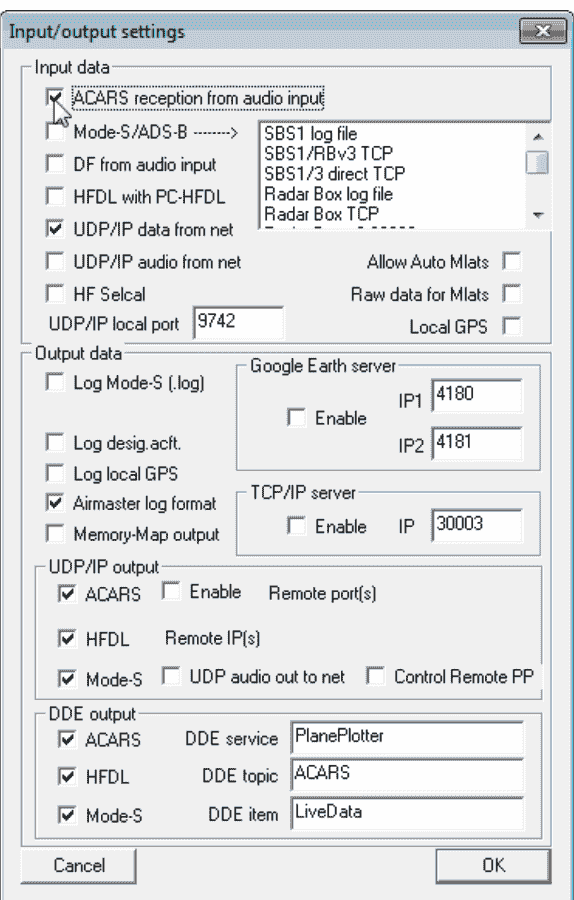 Input/output settings
Input data
ACARS reception from audio input
Mode-S/ADS-B ------->
SBS1 log file
SBS1/RBv3 TCP
SBS1/3 direct TCP
Radar Box log file
Radar Box TCP
DF from audio input
HFDL with PC-HFDL
UDP/IP data from net
UDP/IP audio from net
Allow Auto Mlats
HF Selcal
Raw data for Mlats
UDP/IP local port 9742
Local GPS
Output data
Log Mode-S (.log)
Google Earth server
Enable
IP1 4180
IP2 4181
Log desig.acft.
Log local GPS
Airmaster log format
Memory-Map output
TCP/IP server
Enable IP 30003
UDP/IP output
ACARS Enable Remote port(s)
HFDL Remote IP(s)
Mode-S UDP audio out to net Control Remote PP
DDE output
ACARS DDE service PlanePlotter
HFDL DDE topic ACARS
Mode-S DDE item LiveData
Cancel OK